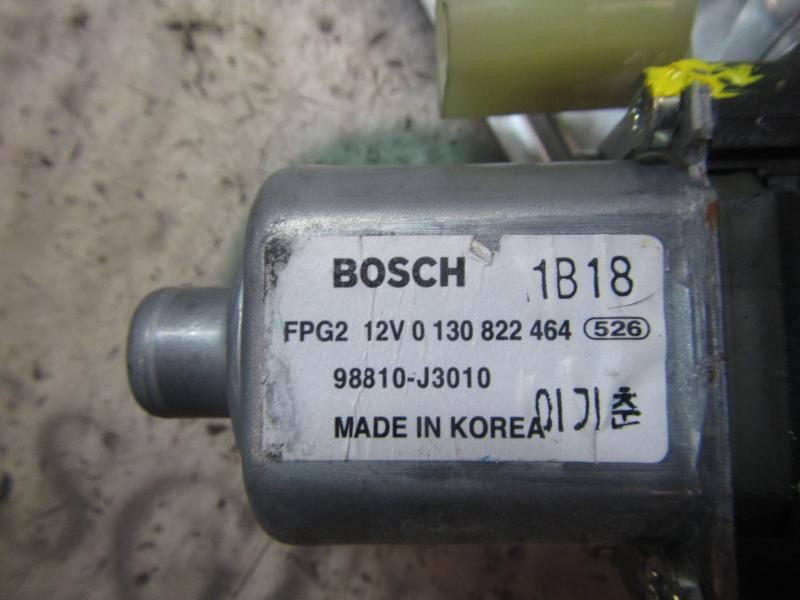 BOSCH 1B18
FPG2 12V 0 130 822 464 526
98810-J3010
MADE IN KOREA 이기춘